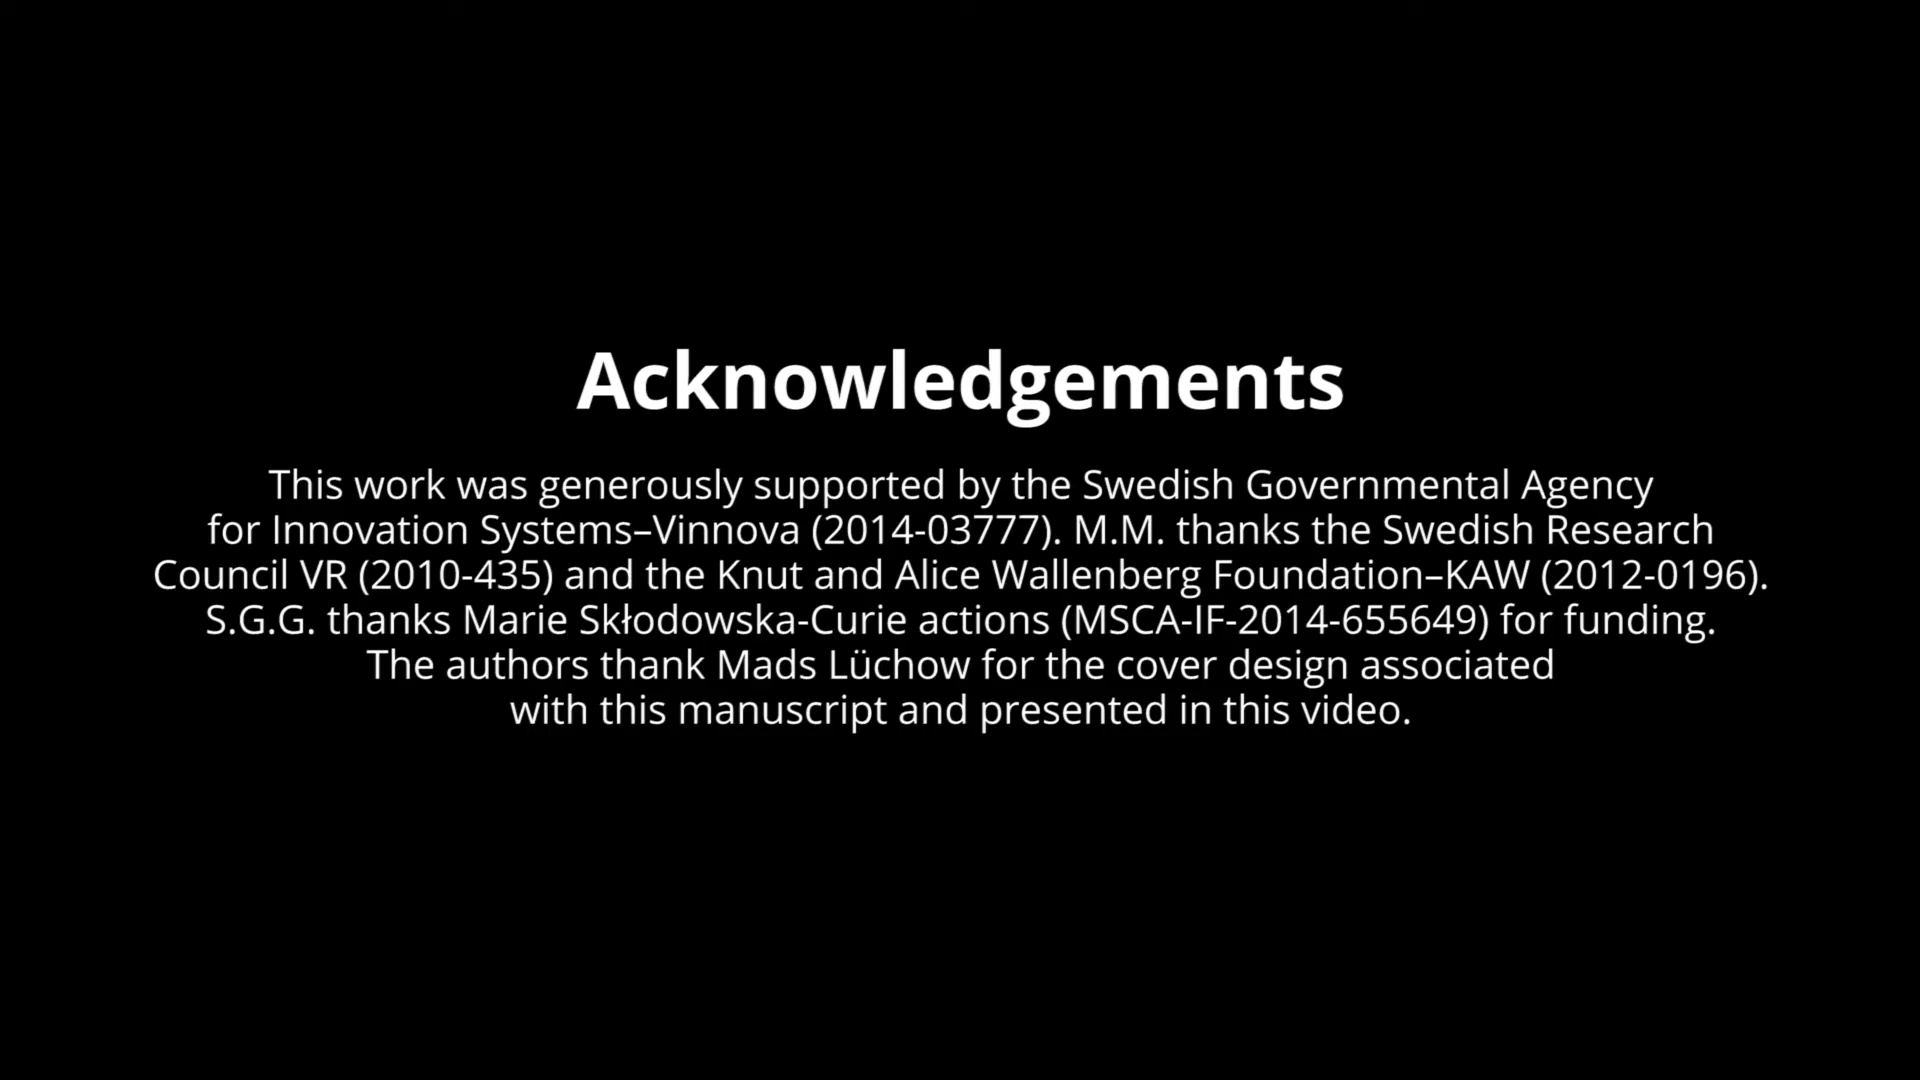 Acknowledgements
This work was generously supported by the Swedish Governmental Agency
for Innovation Systems–Vinnova (2014-03777). M.M. thanks the Swedish Research
Council VR (2010-435) and the Knut and Alice Wallenberg Foundation–KAW (2012-0196).
S.G.G. thanks Marie Skłodowska-Curie actions (MSCA-IF-2014-655649) for funding.
The authors thank Mads Lüchow for the cover design associated
with this manuscript and presented in this video.